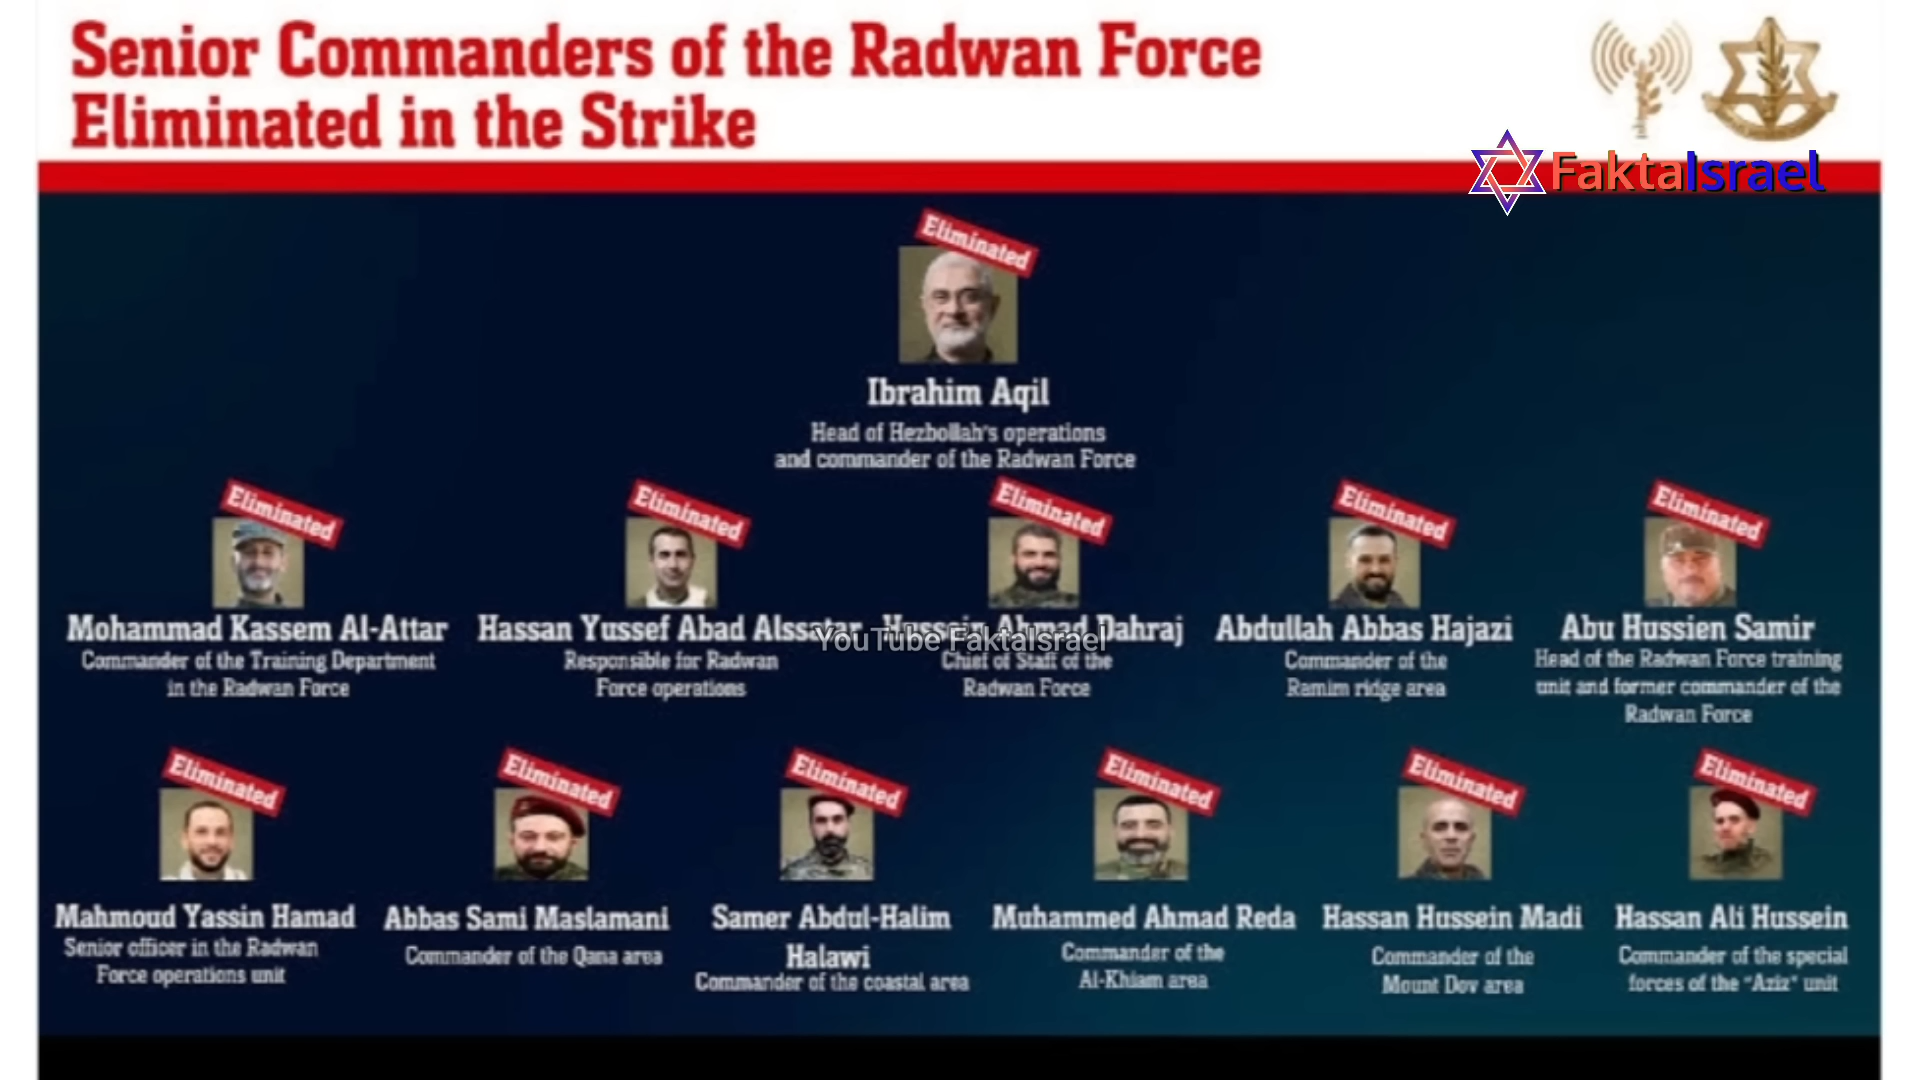 Senior Commanders of the Radwan Force
Eliminated in the Strike
FaktaIsrael
Eliminated
Ibrahim Aqil
Head of Hezbollah's operations
and commander of the Radwan Force
Eliminated
Mohammad Kassem Al-Attar
Commander of the Training Department
in the Radwan Force
Eliminated
Hassan Yussef Abad Alssatar
Responsible for Radwan
Force operations
Eliminated
Hussein Ahmad Dahraj
Chief of Staff of the
Radwan Force
YouTube FaktaIsrael
Eliminated
Abdullah Abbas Hajazi
Commander of the
Ramim ridge area
Eliminated
Abu Hussien Samir
Head of the Radwan Force training
unit and former commander of the
Radwan Force
Eliminated
Mahmoud Yassin Hamad
Senior officer in the Radwan
Force operations unit
Eliminated
Abbas Sami Maslamani
Commander of the Qana area
Eliminated
Samer Abdul-Halim
Halawi
Commander of the coastal area
Eliminated
Muhammed Ahmad Reda
Commander of the
Al-Khiam area
Eliminated
Hassan Hussein Madi
Commander of the
Mount Dov area
Eliminated
Hassan Ali Hussein
Commander of the special
forces of the "Aziz" unit